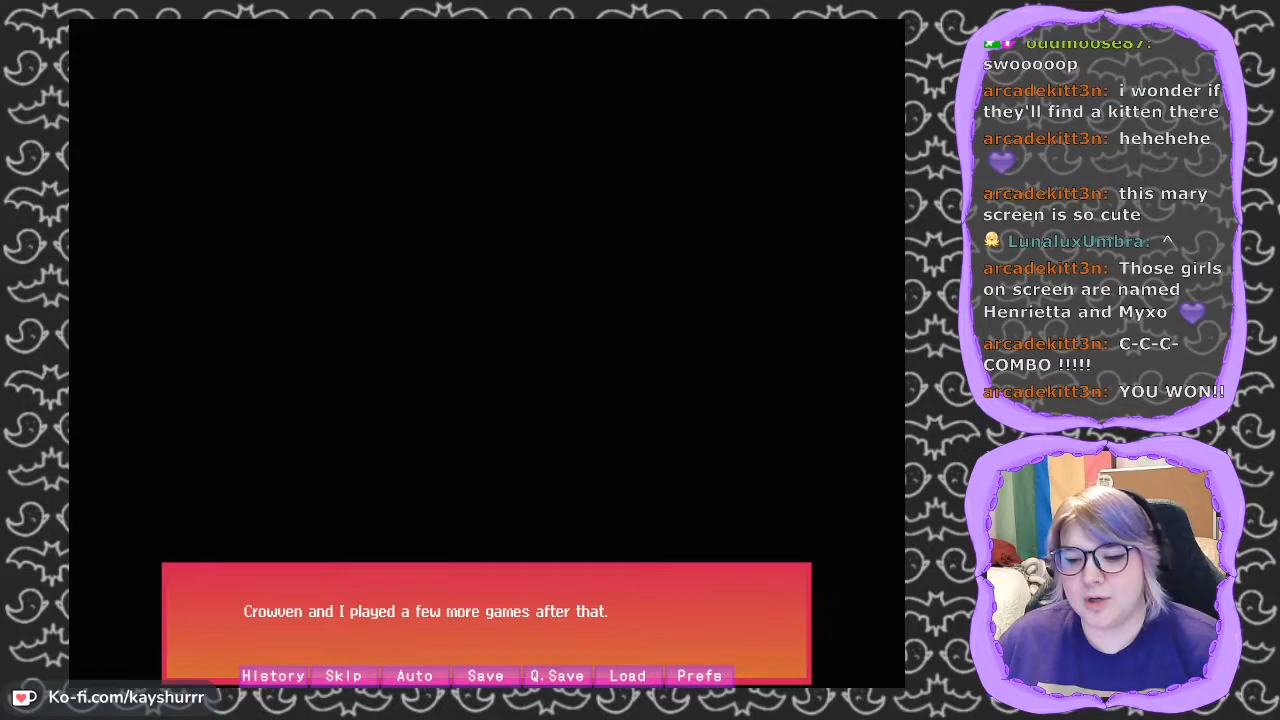 oddmoose87:
swooooop
arcadekitt3n: i wonder if
they'll find a kitten there
arcadekitt3n: hehehehe
arcadekitt3n: this mary
screen is so cute
LunaluxUmbra: ^
arcadekitt3n: Those girls
on screen are named
Henrietta and Myxo
arcadekitt3n: C-C-C-
COMBO !!!!!
arcadekitt3n: YOU WON!!
Crowven and I played a few more games after that.
History Skip Auto Save Q.Save Load Prefs
Ko-fi.com/kayshurrr